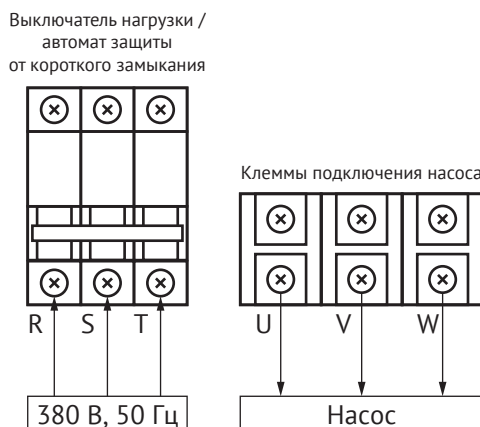 Выключатель нагрузки /
автомат защиты
от короткого замыкания
Клеммы подключения насоса
R S T
U V W
380 В, 50 Гц
Насос